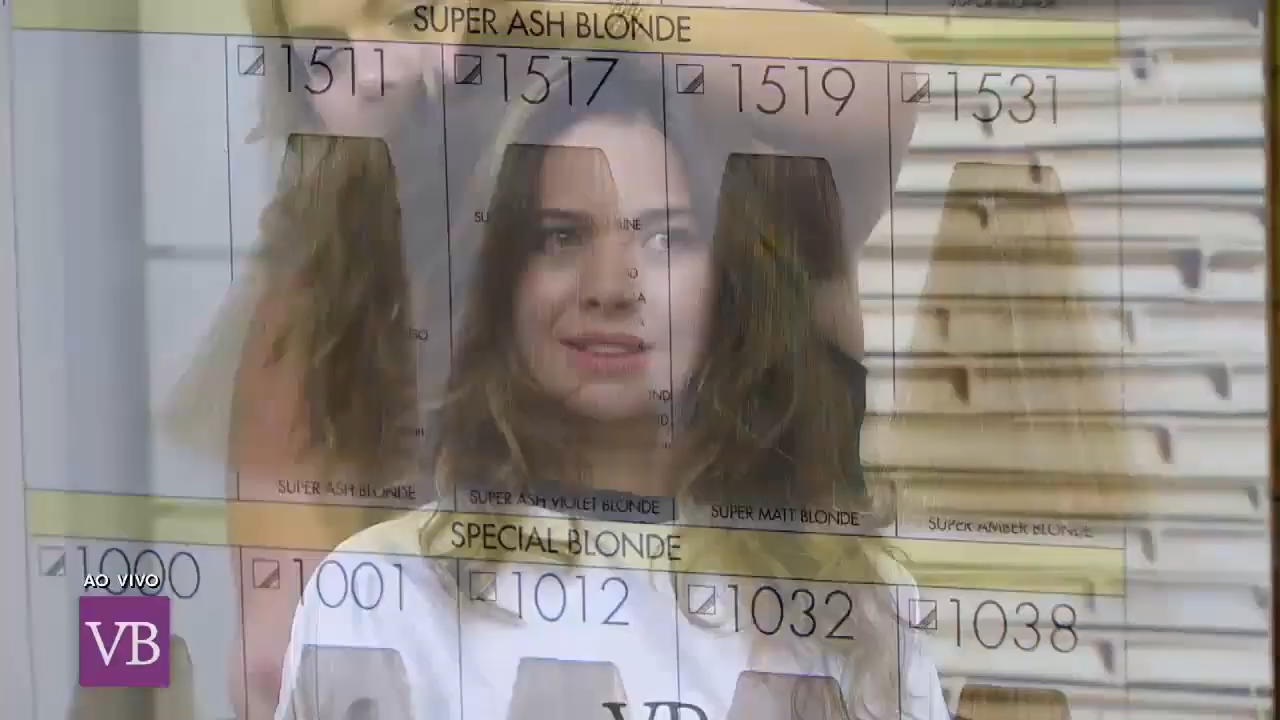 SUPER ASH BLONDE
1511 1517 1519 1531
SUPER ASH BLONDE SUPER ASH VIOLET BLONDE SUPER MATT BLONDE SUPER AMBER BLONDE
SPECIAL BLONDE
1000 1001 1012 1032 1038
AO VIVO
VB
VB